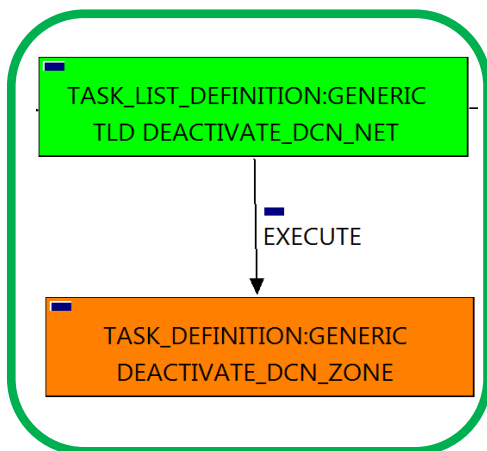 TASK_LIST_DEFINITION:GENERIC
TLD DEACTIVATE_DCN_NET
EXECUTE
TASK_DEFINITION:GENERIC
DEACTIVATE_DCN_ZONE